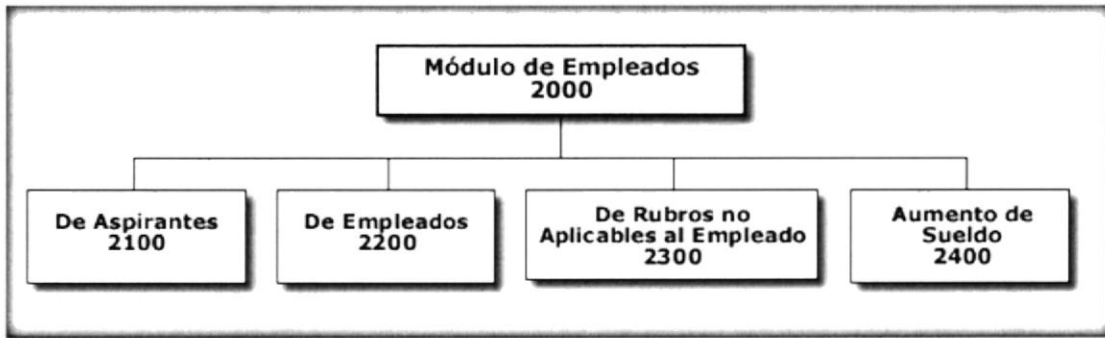 Módulo de Empleados
2000
De Aspirantes
2100
De Empleados
2200
De Rubros no
Aplicables al Empleado
2300
Aumento de
Sueldo
2400